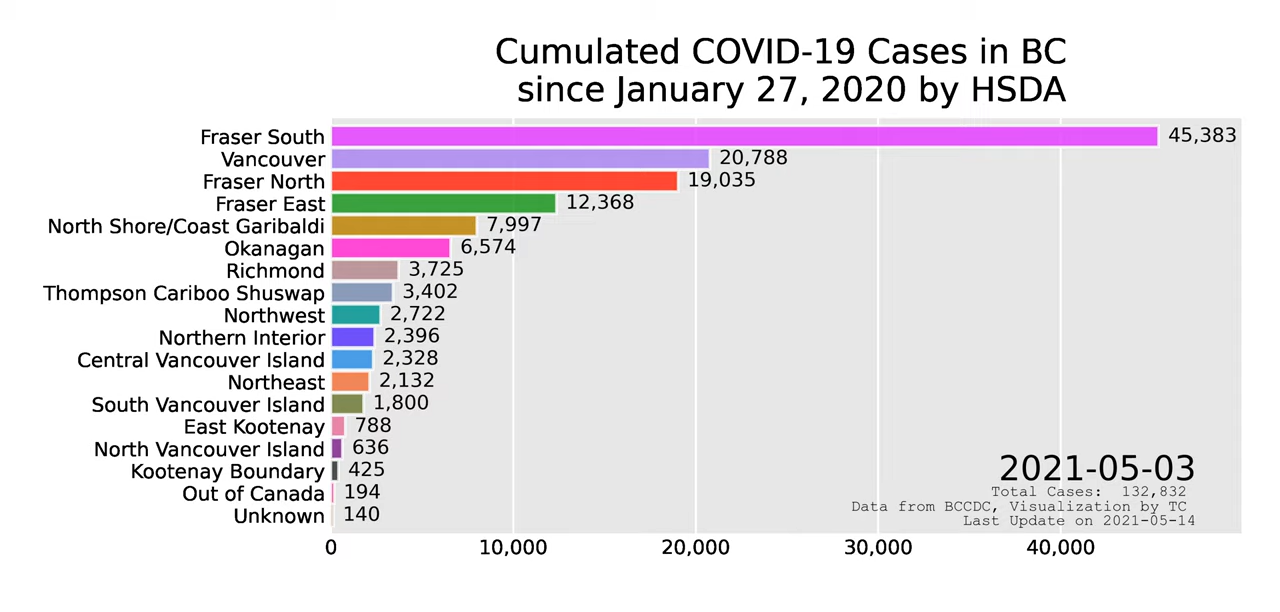 Cumulated COVID-19 Cases in BC
since January 27, 2020 by HSDA
Fraser South 45,383
Vancouver 20,788
Fraser North 19,035
Fraser East 12,368
North Shore/Coast Garibaldi 7,997
Okanagan 6,574
Richmond 3,725
Thompson Cariboo Shuswap 3,402
Northwest 2,722
Northern Interior 2,396
Central Vancouver Island 2,328
Northeast 2,132
South Vancouver Island 1,800
East Kootenay 788
North Vancouver Island 636
Kootenay Boundary 425
Out of Canada 194
Unknown 140
2021-05-03
Total Cases: 132,832
Data from BCCDC, Visualization by TC
Last Update on 2021-05-14
0 10,000 20,000 30,000 40,000